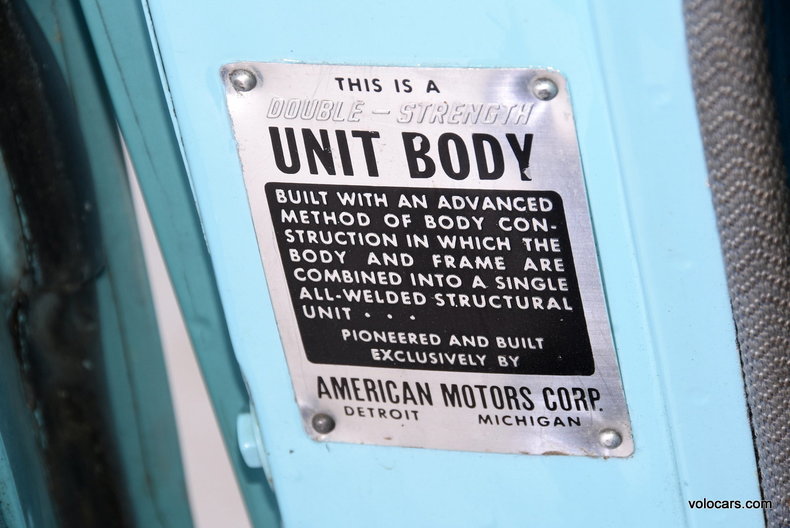 THIS IS A
DOUBLE - STRENGTH
UNIT BODY
BUILT WITH AN ADVANCED
METHOD OF BODY CON-
STRUCTION IN WHICH THE
BODY AND FRAME ARE
COMBINED INTO A SINGLE
ALL-WELDED STRUCTURAL
UNIT . . .
PIONEERED AND BUILT
EXCLUSIVELY BY
AMERICAN MOTORS CORP.
DETROIT MICHIGAN
volocars.com